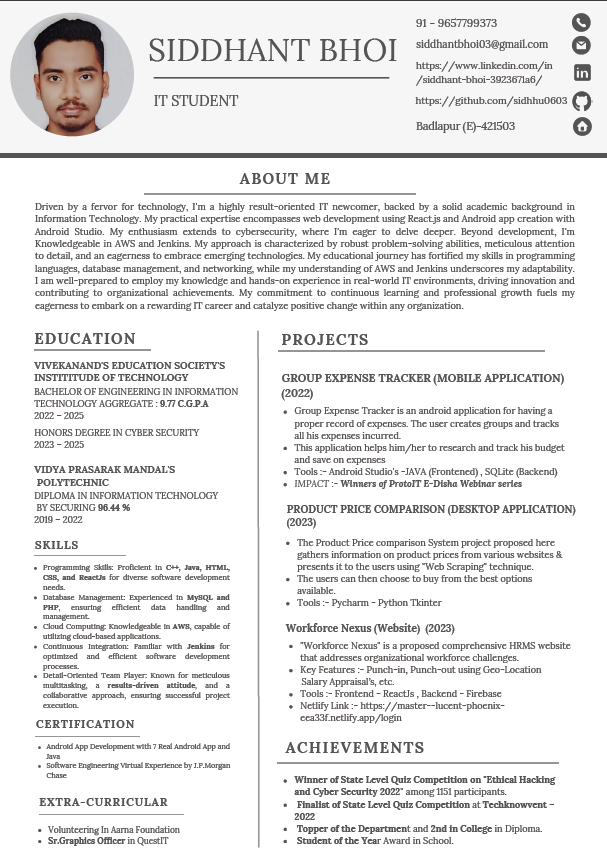 SIDDHANT BHOI
IT STUDENT
91 - 9657799373
siddhantbhoi03@gmail.com
https://www.linkedin.com/in
/siddhant-bhoi-3923671a6/
https://github.com/sidhhu0603
Badlapur (E)-421503
ABOUT ME
Driven by a fervor for technology, I'm a highly result-oriented IT newcomer, backed by a solid academic background in
Information Technology. My practical expertise encompasses web development using React.js and Android app creation with
Android Studio. My enthusiasm extends to cybersecurity, where I'm eager to delve deeper. Beyond development, I'm
Knowledgeable in AWS and Jenkins. My approach is characterized by robust problem-solving abilities, meticulous attention
to detail, and an eagerness to embrace emerging technologies. My educational journey has fortified my skills in programming
languages, database management, and networking, while my understanding of AWS and Jenkins underscores my adaptability.
I am well-prepared to employ my knowledge and hands-on experience in real-world IT environments, driving innovation and
contributing to organizational achievements. My commitment to continuous learning and professional growth fuels my
eagerness to embark on a rewarding IT career and catalyze positive change within any organization.
EDUCATION
VIVEKANAND'S EDUCATION SOCIETY'S
INSTITITUTE OF TECHNOLOGY
BACHELOR OF ENGINEERING IN INFORMATION
TECHNOLOGY AGGREGATE : 9.77 C.G.P.A
2022 – 2025
HONORS DEGREE IN CYBER SECURITY
2023 – 2025
VIDYA PRASARAK MANDAL'S
POLYTECHNIC
DIPLOMA IN INFORMATION TECHNOLOGY
BY SECURING 96.44 %
2019 – 2022
SKILLS
• Programming Skills: Proficient in C++, Java, HTML,
CSS, and ReactJs for diverse software development
needs.
• Database Management: Experienced in MySQL and
PHP, ensuring efficient data handling and
management.
• Cloud Computing: Knowledgeable in AWS, capable of
utilizing cloud-based applications.
• Continuous Integration: Familiar with Jenkins for
optimized and efficient software development
processes.
• Detail-Oriented Team Player: Known for meticulous
multitasking, a results-driven attitude, and a
collaborative approach, ensuring successful project
execution.
CERTIFICATION
• Android App Development with 7 Real Android App and
Java
• Software Engineering Virtual Experience by J.P.Morgan
Chase
EXTRA-CURRICULAR
• Volunteering In Aarna Foundation
• Sr.Graphics Officer in QuestIT
PROJECTS
GROUP EXPENSE TRACKER (MOBILE APPLICATION)
(2022)
• Group Expense Tracker is an android application for having a
proper record of expenses. The user creates groups and tracks
all his expenses incurred.
• This application helps him/her to research and track his budget
and save on expenses
• Tools :- Android Studio's -JAVA (Frontened) , SQLite (Backend)
• IMPACT :- Winners of ProtoIT E-Disha Webinar series
PRODUCT PRICE COMPARISON (DESKTOP APPLICATION)
(2023)
• The Product Price comparison System project proposed here
gathers information on product prices from various websites &
presents it to the users using "Web Scraping" technique.
• The users can then choose to buy from the best options
available.
• Tools :- Pycharm - Python Tkinter
Workforce Nexus (Website) (2023)
• "Workforce Nexus" is a proposed comprehensive HRMS website
that addresses organizational workforce challenges.
• Key Features :- Punch-in, Punch-out using Geo-Location
Salary Appraisal's, etc.
• Tools :- Frontend - ReactJs , Backend - Firebase
• Netlify Link :- https://master--lucent-phoenix-
eea33f.netlify.app/login
ACHIEVEMENTS
• Winner of State Level Quiz Competition on "Ethical Hacking
and Cyber Security 2022" among 1151 participants.
• Finalist of State Level Quiz Competition at Techknowvent –
2022
• Topper of the Department and 2nd in College in Diploma.
• Student of the Year Award in School.